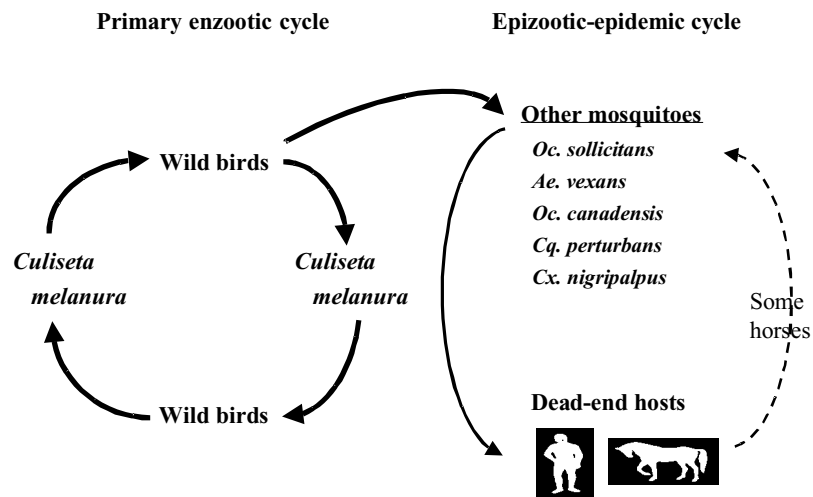 Primary enzootic cycle
Epizootic-epidemic cycle
Other mosquitoes
Oc. sollicitans
Ae. vexans
Oc. canadensis
Cq. perturbans
Cx. nigripalpus
Wild birds
Culiseta
melanura
Culiseta
melanura
Wild birds
Some
horses
Dead-end hosts